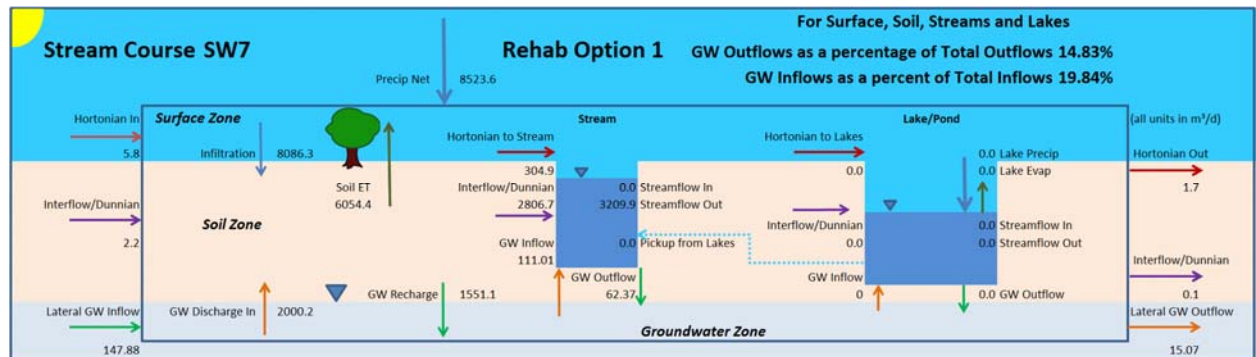 For Surface, Soil, Streams and Lakes
Stream Course SW7 Rehab Option 1 GW Outflows as a percentage of Total Outflows 14.83%
Precip Net 8523.6 GW Inflows as a percent of Total Inflows 19.84%
Hortonian In Surface Zone Stream Lake/Pond (all units in m³/d)
Hortonian to Stream Hortonian to Lakes Hortonian Out
5.8 Infiltration 8086.3 0.0 Lake Precip
Soil ET 304.9 0.0 0.0 Lake Evap 1.7
Interflow/Dunnian 6054.4 Interflow/Dunnian 0.0 Streamflow In
2806.7 3209.9 Streamflow Out
Soil Zone Interflow/Dunnian 0.0 Streamflow In
2.2 GW Inflow 0.0 Pickup from Lakes 0.0 0.0 Streamflow Out
111.01 Interflow/Dunnian
GW Outflow GW Inflow
GW Recharge 1551.1 62.37 0 0.0 GW Outflow 0.1
Lateral GW Inflow GW Discharge In 2000.2 Lateral GW Outflow
Groundwater Zone
147.88 15.07